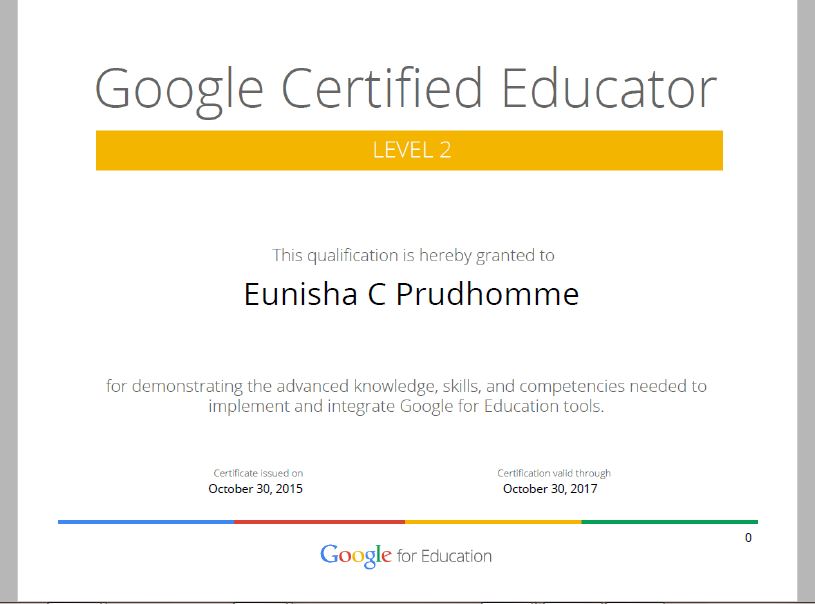 Google Certified Educator
LEVEL 2
This qualification is hereby granted to
Eunisha C Prudhomme
for demonstrating the advanced knowledge, skills, and competencies needed to
implement and integrate Google for Education tools.
Certificate issued on
October 30, 2015
Certification valid through
October 30, 2017
0
Google for Education